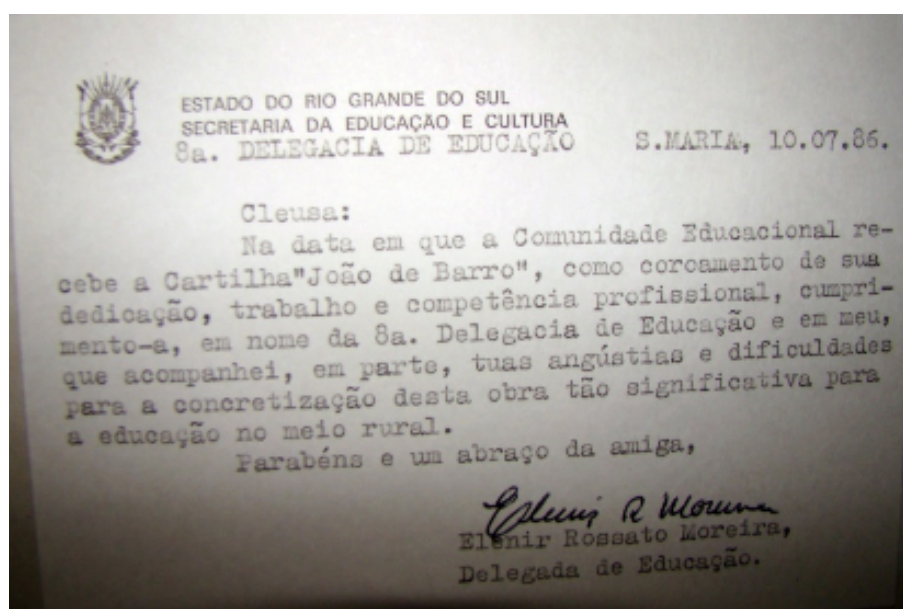 ESTADO DO RIO GRANDE DO SUL
SECRETARIA DA EDUCAÇÃO E CULTURA
8a. DELEGACIA DE EDUCAÇÃO S.MARIA, 10.07.86.
Cleusa:
Na data em que a Comunidade Educacional re-
cebe a Cartilha"João de Barro", como coroamento de sua
dedicação, trabalho e competência profissional, cumpri-
mento-a, em nome da 8a. Delegacia de Educação e em meu,
que acompanhei, em parte, tuas angústias e dificuldades
para a concretização desta obra tão significativa para
a educação no meio rural.
Parabéns e um abraço da amiga,
Elenir R Moreira
Elenir Rossato Moreira,
Delegada de Educação.